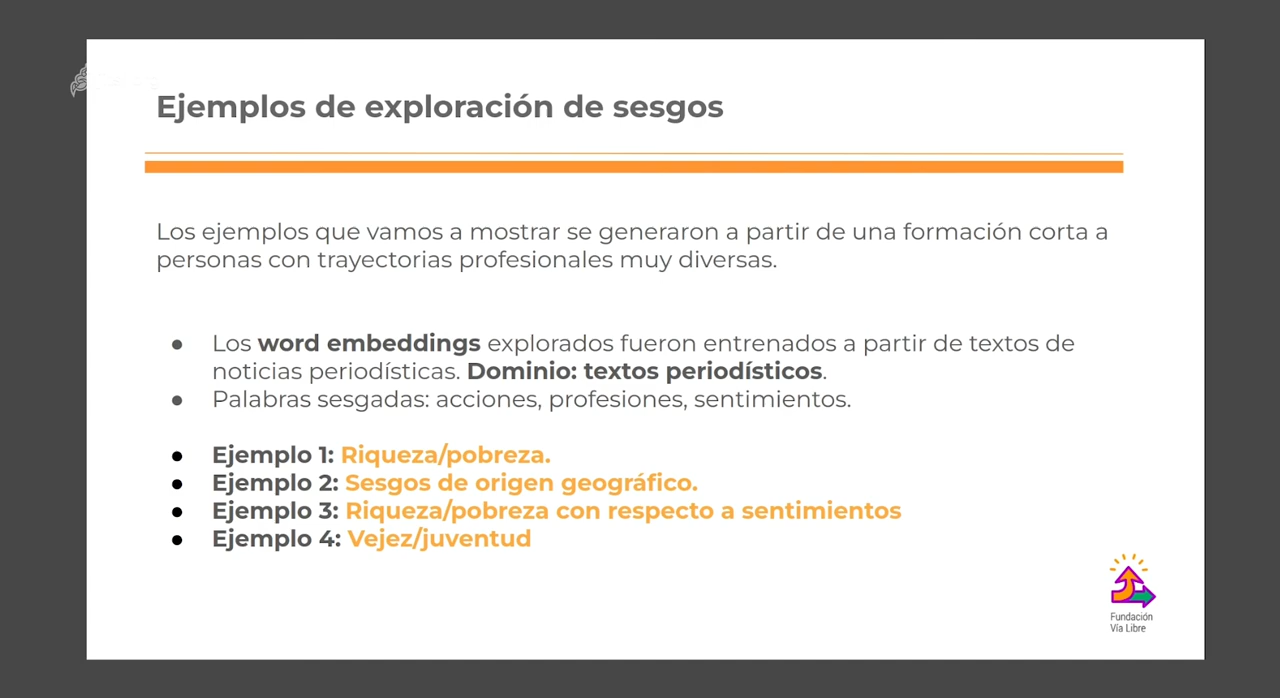 Ejemplos de exploración de sesgos
Los ejemplos que vamos a mostrar se generaron a partir de una formación corta a
personas con trayectorias profesionales muy diversas.
● Los word embeddings explorados fueron entrenados a partir de textos de
noticias periodísticas. Dominio: textos periodísticos.
● Palabras sesgadas: acciones, profesiones, sentimientos.
● Ejemplo 1: Riqueza/pobreza.
● Ejemplo 2: Sesgos de origen geográfico.
● Ejemplo 3: Riqueza/pobreza con respecto a sentimientos
● Ejemplo 4: Vejez/juventud
Fundación
Vía Libre